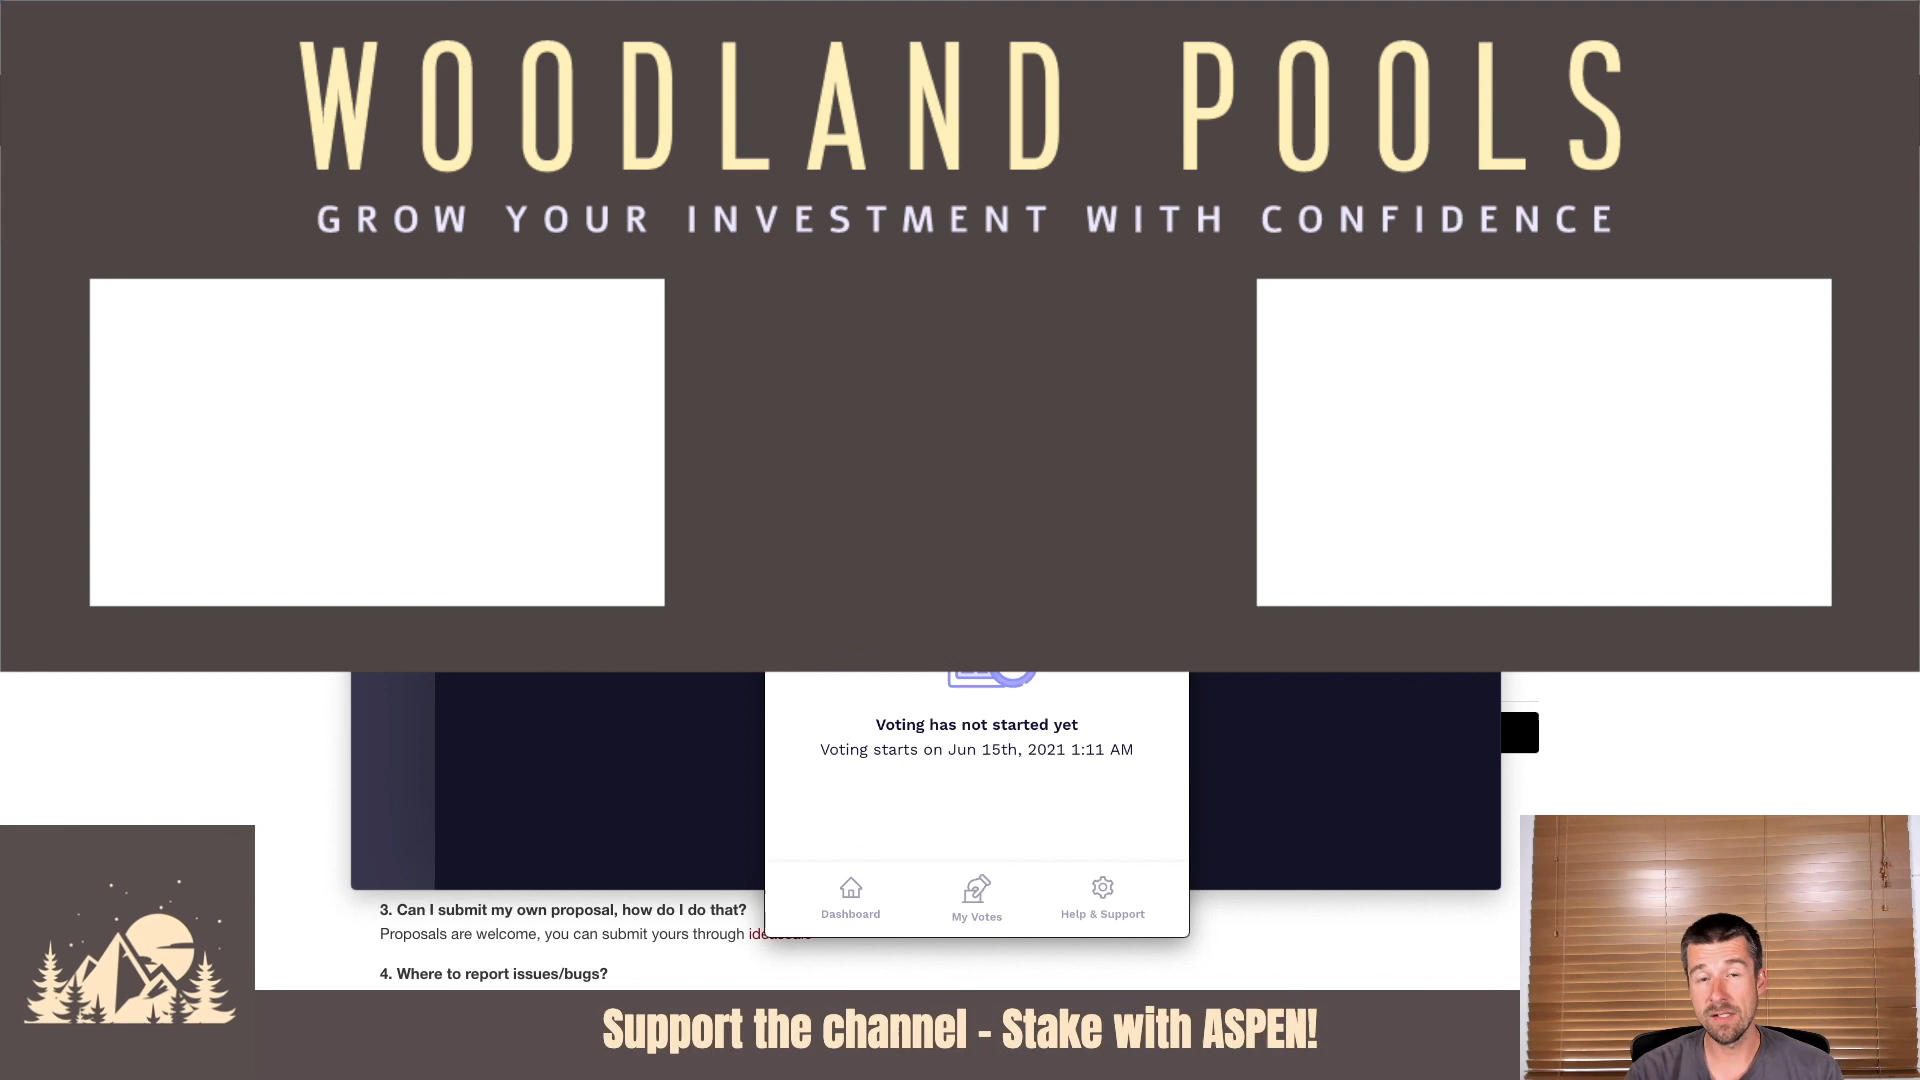 WOODLAND POOLS
GROW YOUR INVESTMENT WITH CONFIDENCE
Voting has not started yet
Voting starts on Jun 15th, 2021 1:11 AM
Dashboard
My Votes
Help & Support
3. Can I submit my own proposal, how do I do that?
Proposals are welcome, you can submit yours through
4. Where to report issues/bugs?
Support the channel - Stake with ASPEN!